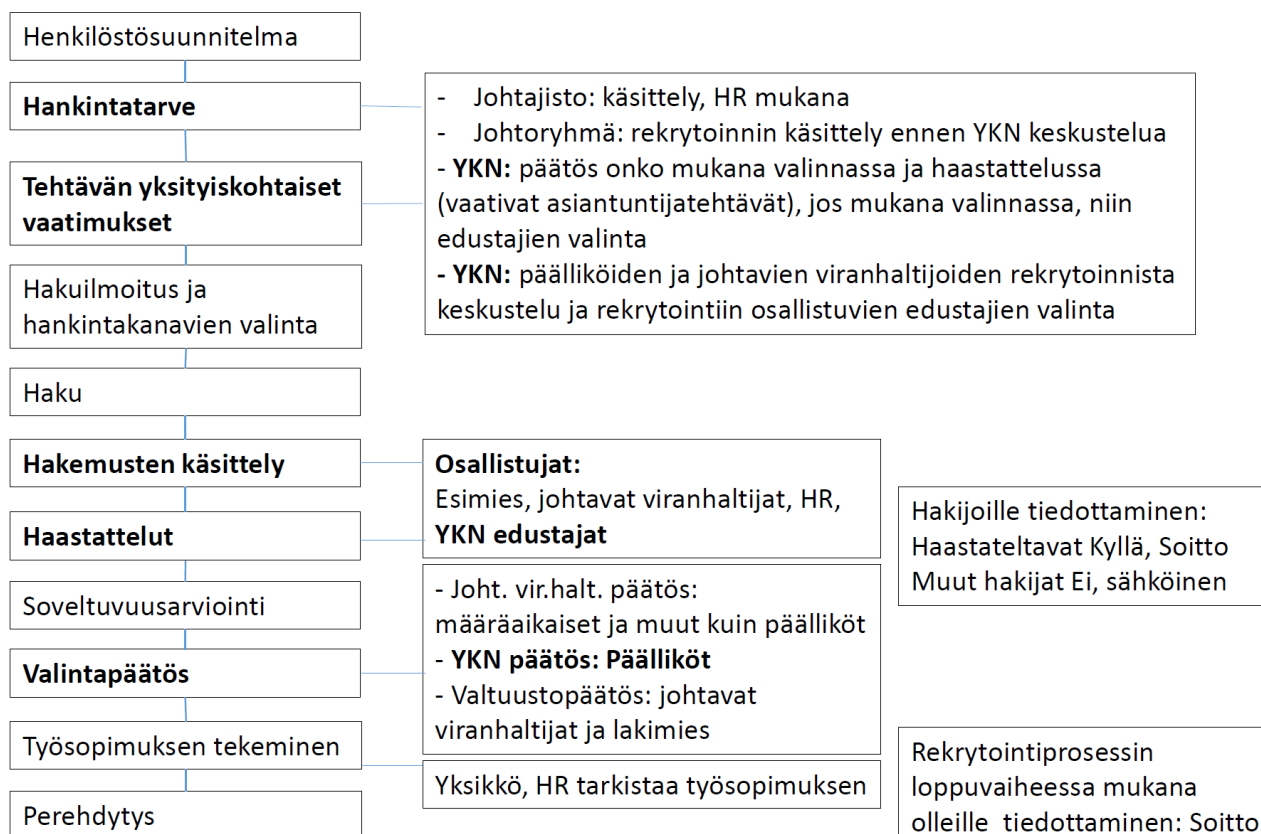 Henkilöstösuunnitelma
Hankintatarve
- Johtajisto: käsittely, HR mukana
- Johtoryhmä: rekrytoinnin käsittely ennen YKN keskustelua
- YKN: päätös onko mukana valinnassa ja haastattelussa
(vaativat asiantuntijatehtävät), jos mukana valinnassa, niin
edustajien valinta
- YKN: päälliköiden ja johtavien viranhaltijoiden rekrytoinnista
keskustelu ja rekrytointiin osallistuvien edustajien valinta
Tehtävän yksityiskohtaiset
vaatimukset
Hakuilmoitus ja
hankintakanavien valinta
Haku
Hakemusten käsittely
Osallistujat:
Esimies, johtavat viranhaltijat, HR,
YKN edustajat
Haastattelut
Hakijoille tiedottaminen:
Haastateltavat Kyllä, Soitto
Muut hakijat Ei, sähköinen
Soveltuvuusarviointi
- Joht. vir.halt. päätös:
määräaikaiset ja muut kuin päälliköt
- YKN päätös: Päälliköt
- Valtuustopäätös: johtavat
viranhaltijat ja lakimies
Valintapäätös
Työsopimuksen tekeminen
Yksikkö, HR tarkistaa työsopimuksen
Rekrytointiprosessin
loppuvaiheessa mukana
olleille tiedottaminen: Soitto
Perehdytys